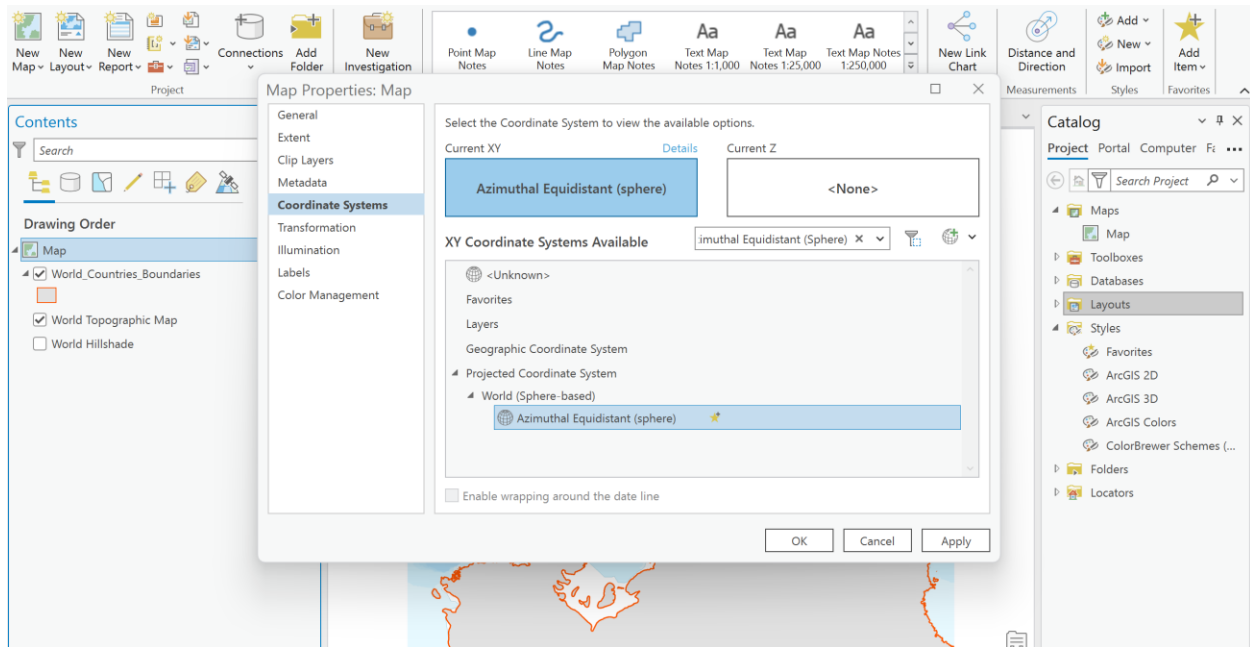 New Map
New Layout
New Report
Connections
Add Folder
New Investigation
Point Map Notes
Line Map Notes
Polygon Map Notes
Text Map Notes 1:1,000
Text Map Notes 1:25,000
Text Map Notes 1:250,000
New Link Chart
Distance and Direction
Add
New
Import
Add Item
Project
Measurements
Styles
Favorites
Contents
Search
Drawing Order
Map
World_Countries_Boundaries
World Topographic Map
World Hillshade
Map Properties: Map
General
Extent
Clip Layers
Metadata
Coordinate Systems
Transformation
Illumination
Labels
Color Management
Select the Coordinate System to view the available options.
Current XY
Details
Current Z
Azimuthal Equidistant (sphere)
<None>
XY Coordinate Systems Available
imuthal Equidistant (Sphere)
<Unknown>
Favorites
Layers
Geographic Coordinate System
Projected Coordinate System
World (Sphere-based)
Azimuthal Equidistant (sphere)
Enable wrapping around the date line
OK
Cancel
Apply
Catalog
Project Portal Computer Fa
Search Project
Maps
Map
Toolboxes
Databases
Layouts
Styles
Favorites
ArcGIS 2D
ArcGIS 3D
ArcGIS Colors
ColorBrewer Schemes (...
Folders
Locators